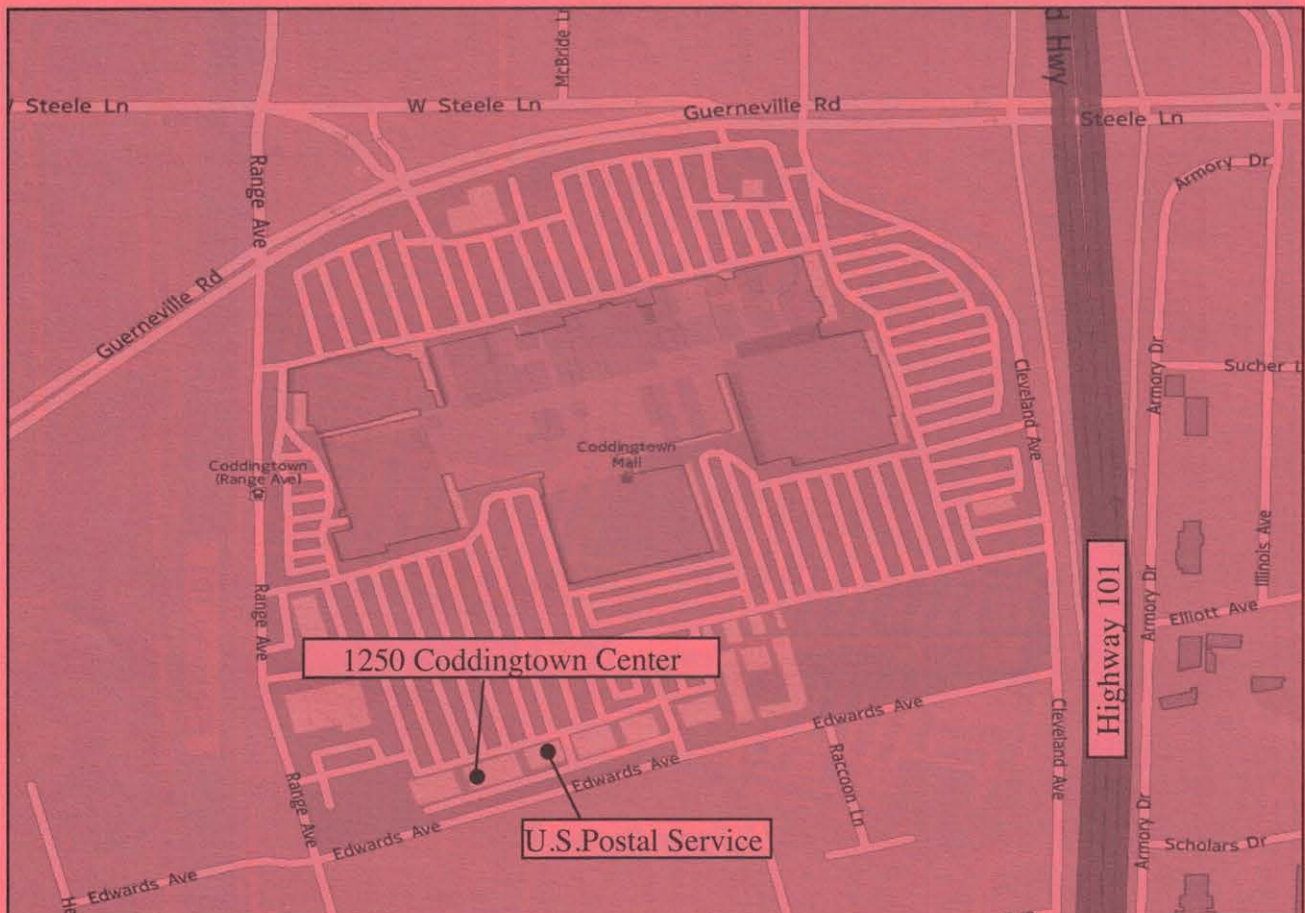 McBride Ln
d Hwy
Steele Ln
W Steele Ln
Guerneville Rd
Steele Ln
Range Ave
Armory Dr
Guerneville Rd
Armory Dr
Cleveland Ave
Sucher L
Coddingtown
Mall
Coddingtown
(Range Ave)
Illinois Ave
Range Ave
Armory Dr
Elliott Ave
Highway 101
1250 Coddingtown Center
Edwards Ave
Cleveland Ave
Raccoon Ln
Edwards Ave
Range Ave
U.S.Postal Service
Edwards Ave
Armory Dr
Scholars Dr
Edwards Ave
He